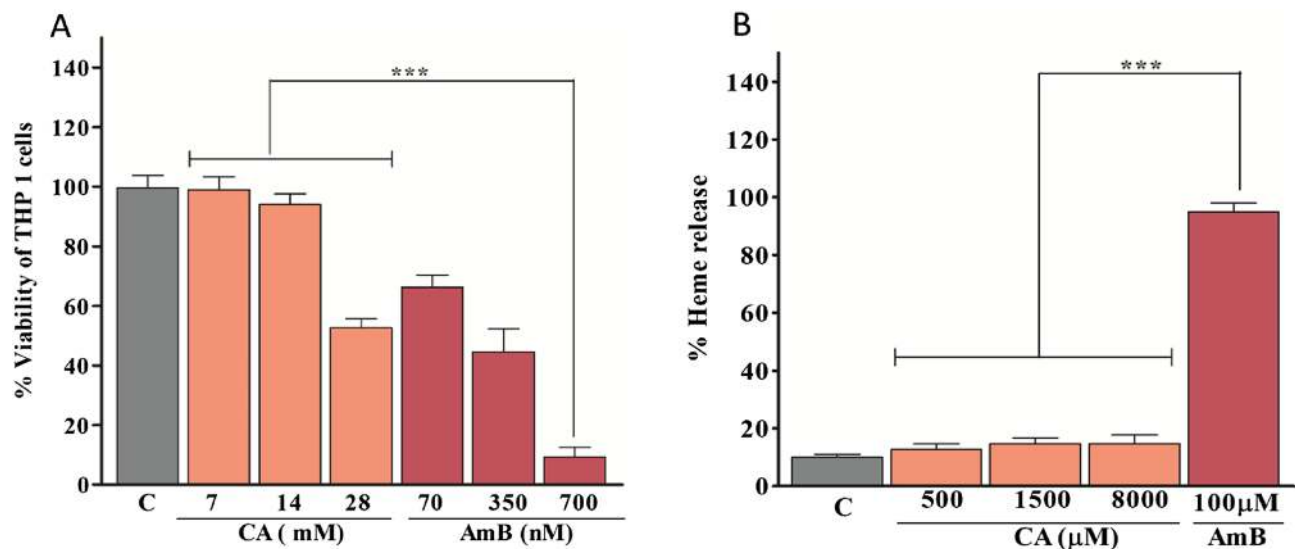 A
% Viability of THP 1 cells
140
120
100
80
60
40
20
0
***
C 7 14 28 70 350 700
CA ( mM) AmB (nM)
B
% Heme release
140
120
100
80
60
40
20
0
***
C 500 1500 8000 100μM
CA (μM) AmB